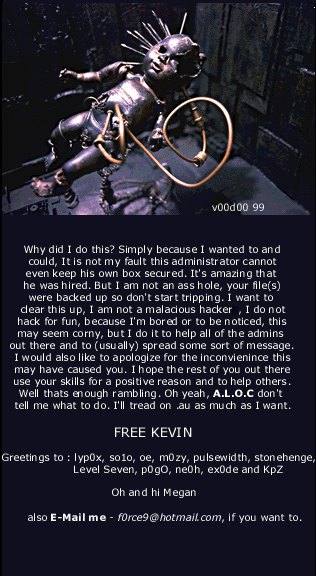 v00d00 99
Why did I do this? Simply because I wanted to and
could, It is not my fault this administrator cannot
even keep his own box secured. It's amazing that
he was hired. But I am not an ass hole, your file(s)
were backed up so don't start tripping. I want to
clear this up, I am not a malacious hacker , I do not
hack for fun, because I'm bored or to be noticed, this
may seem corny, but I do it to help all of the admins
out there and to (usually) spread some sort of message.
I would also like to apologize for the inconvienince this
may have caused you. I hope the rest of you out there
use your skills for a positive reason and to help others.
Well thats enough rambling. Oh yeah, A.L.O.C don't
tell me what to do. I'll tread on .au as much as I want.
FREE KEVIN
Greetings to : lyp0x, so1o, oe, m0zy, pulsewidth, stonehenge,
Level Seven, p0gO, ne0h, ex0de and KpZ
Oh and hi Megan
also E-Mail me - f0rce9@hotmail.com, if you want to.